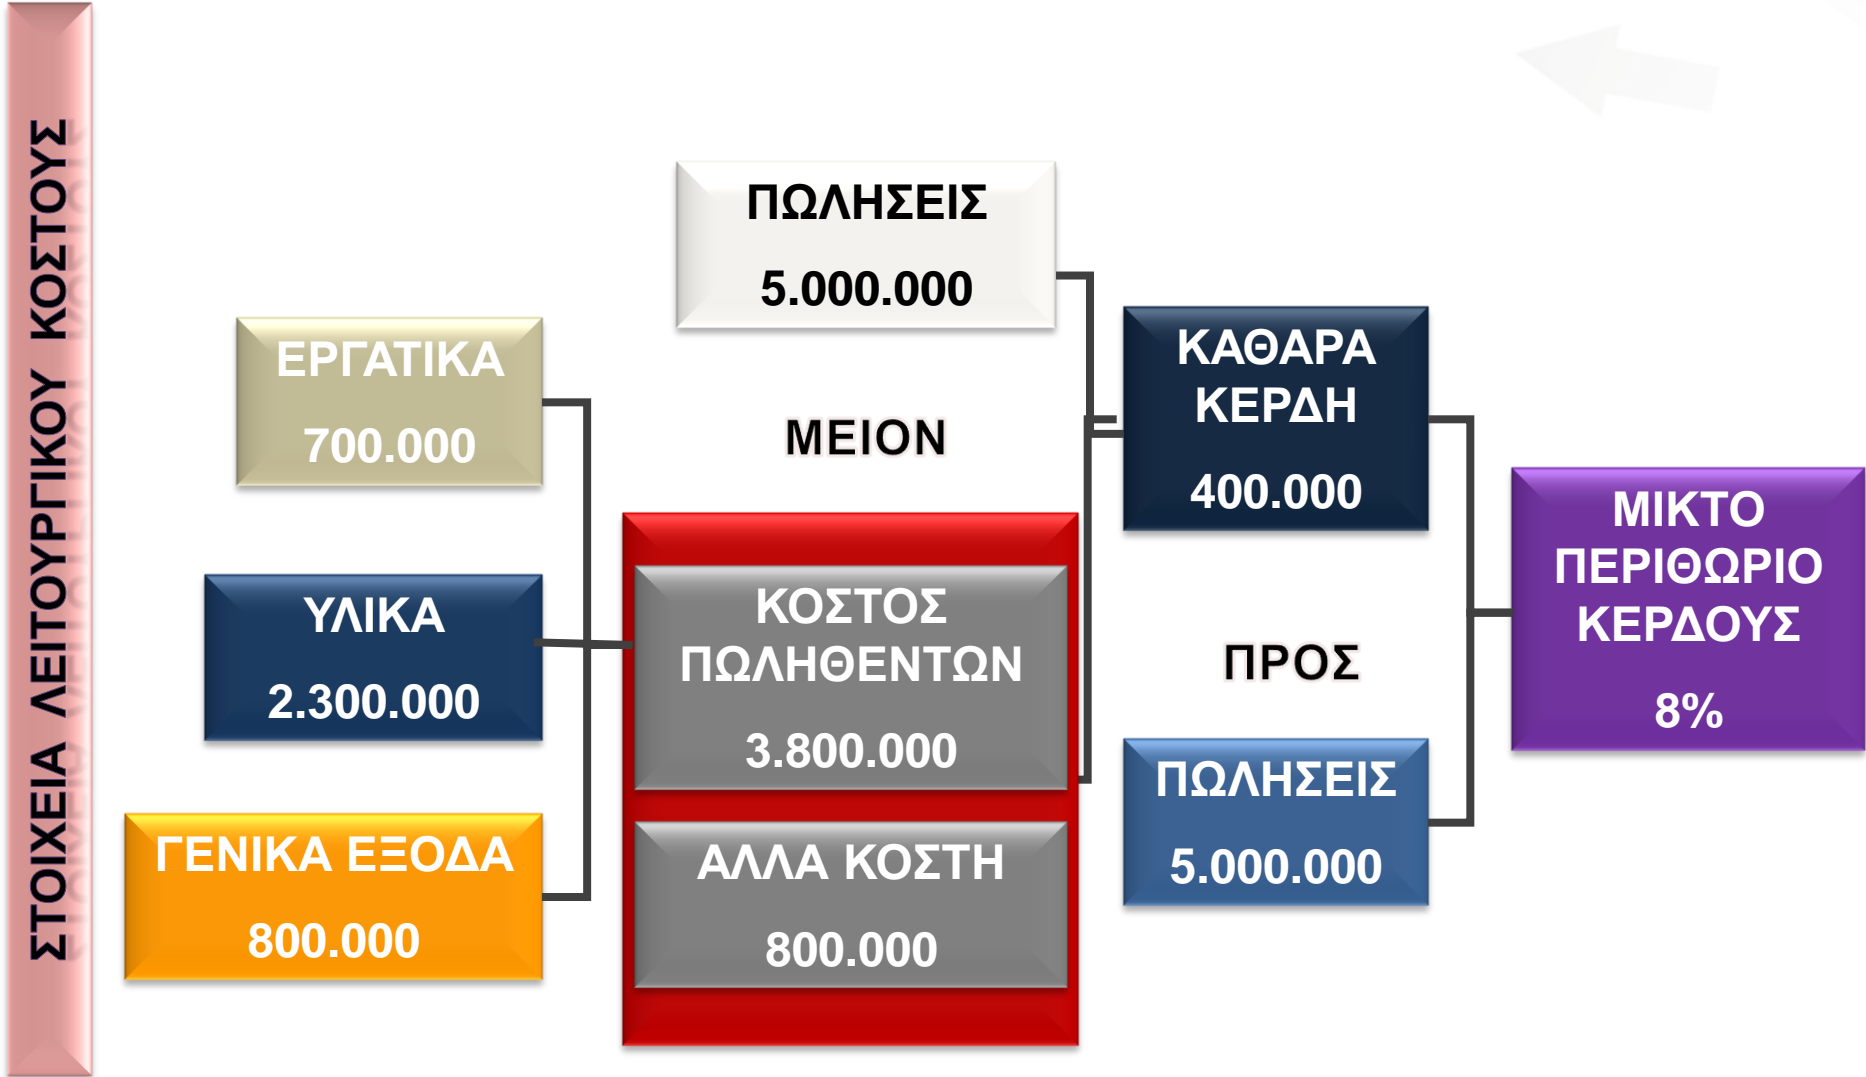 ΣΤΟΙΧΕΙΑ ΛΕΙΤΟΥΡΓΙΚΟΥ ΚΟΣΤΟΥΣ
ΕΡΓΑΤΙΚΑ
700.000
ΥΛΙΚΑ
2.300.000
ΓΕΝΙΚΑ ΕΞΟΔΑ
800.000
ΠΩΛΗΣΕΙΣ
5.000.000
ΜΕΙΟΝ
ΚΟΣΤΟΣ
ΠΩΛΗΘΕΝΤΩΝ
3.800.000
ΑΛΛΑ ΚΟΣΤΗ
800.000
ΚΑΘΑΡΑ
ΚΕΡΔΗ
400.000
ΠΡΟΣ
ΠΩΛΗΣΕΙΣ
5.000.000
ΜΙΚΤΟ
ΠΕΡΙΘΩΡΙΟ
ΚΕΡΔΟΥΣ
8%